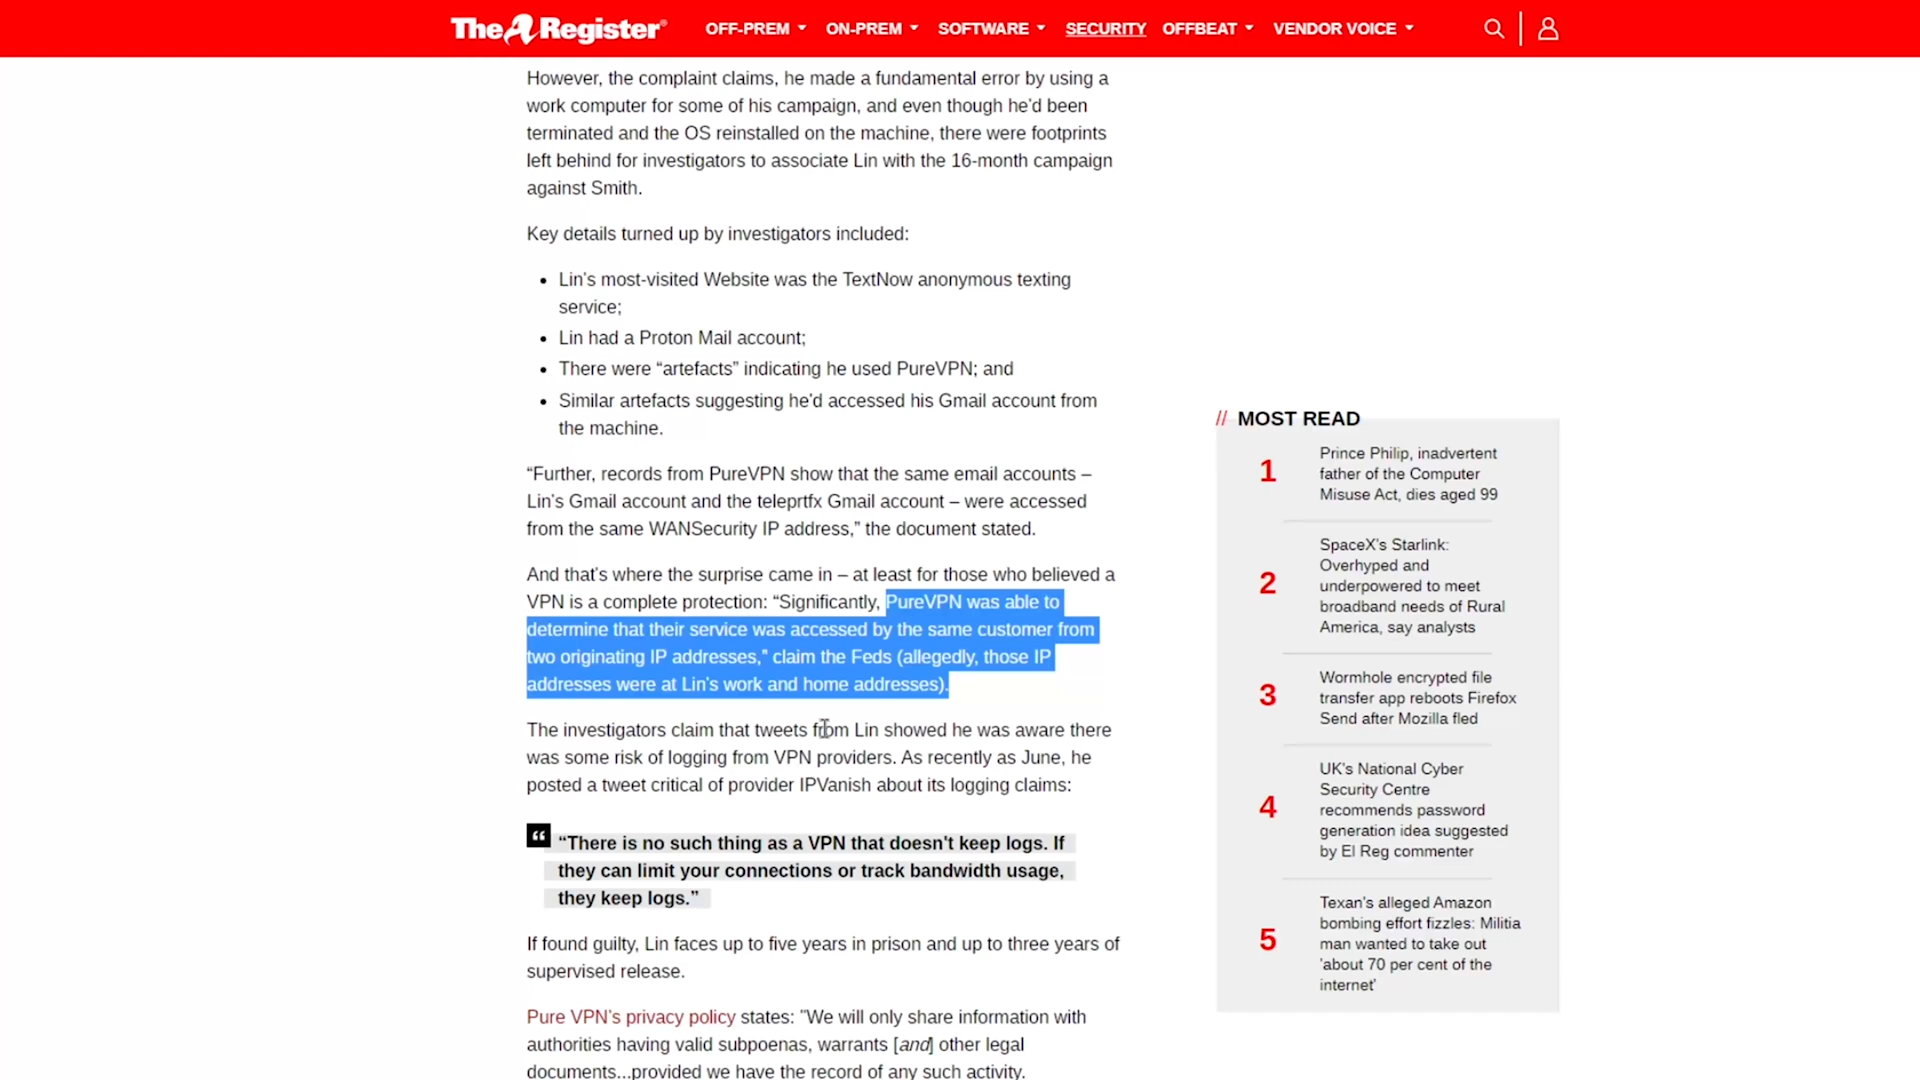 The Register®
OFF-PREM
ON-PREM
SOFTWARE
SECURITY
OFFBEAT
VENDOR VOICE
However, the complaint claims, he made a fundamental error by using a
work computer for some of his campaign, and even though he'd been
terminated and the OS reinstalled on the machine, there were footprints
left behind for investigators to associate Lin with the 16-month campaign
against Smith.
Key details turned up by investigators included:
• Lin's most-visited Website was the TextNow anonymous texting
service;
• Lin had a Proton Mail account;
• There were “artefacts” indicating he used PureVPN; and
• Similar artefacts suggesting he'd accessed his Gmail account from
the machine.
“Further, records from PureVPN show that the same email accounts –
Lin's Gmail account and the teleprtfx Gmail account – were accessed
from the same WANSecurity IP address,” the document stated.
And that's where the surprise came in – at least for those who believed a
VPN is a complete protection: “Significantly, PureVPN was able to
determine that their service was accessed by the same customer from
two originating IP addresses,” claim the Feds (allegedly, those IP
addresses were at Lin's work and home addresses).
The investigators claim that tweets from Lin showed he was aware there
was some risk of logging from VPN providers. As recently as June, he
posted a tweet critical of provider IPVanish about its logging claims:
“There is no such thing as a VPN that doesn't keep logs. If
they can limit your connections or track bandwidth usage,
they keep logs.”
If found guilty, Lin faces up to five years in prison and up to three years of
supervised release.
Pure VPN's privacy policy states: "We will only share information with
authorities having valid subpoenas, warrants [and] other legal
documents...provided we have the record of any such activity.
// MOST READ
1
Prince Philip, inadvertent
father of the Computer
Misuse Act, dies aged 99
2
SpaceX's Starlink:
Overhyped and
underpowered to meet
broadband needs of Rural
America, say analysts
3
Wormhole encrypted file
transfer app reboots Firefox
Send after Mozilla fled
4
UK's National Cyber
Security Centre
recommends password
generation idea suggested
by El Reg commenter
5
Texan's alleged Amazon
bombing effort fizzles: Militia
man wanted to take out
'about 70 per cent of the
internet'